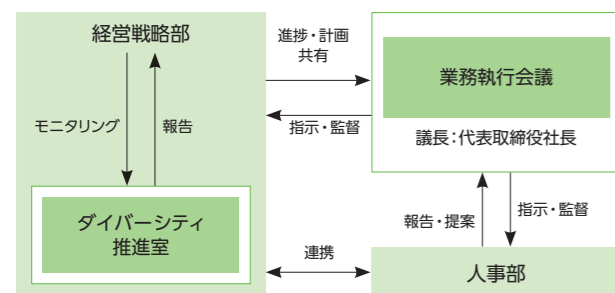 経営戦略部
進捗・計画
共有
業務執行会議
モニタリング
報告
指示・監督
議長：代表取締役社長
ダイバーシティ
推進室
報告・提案
指示・監督
連携
人事部